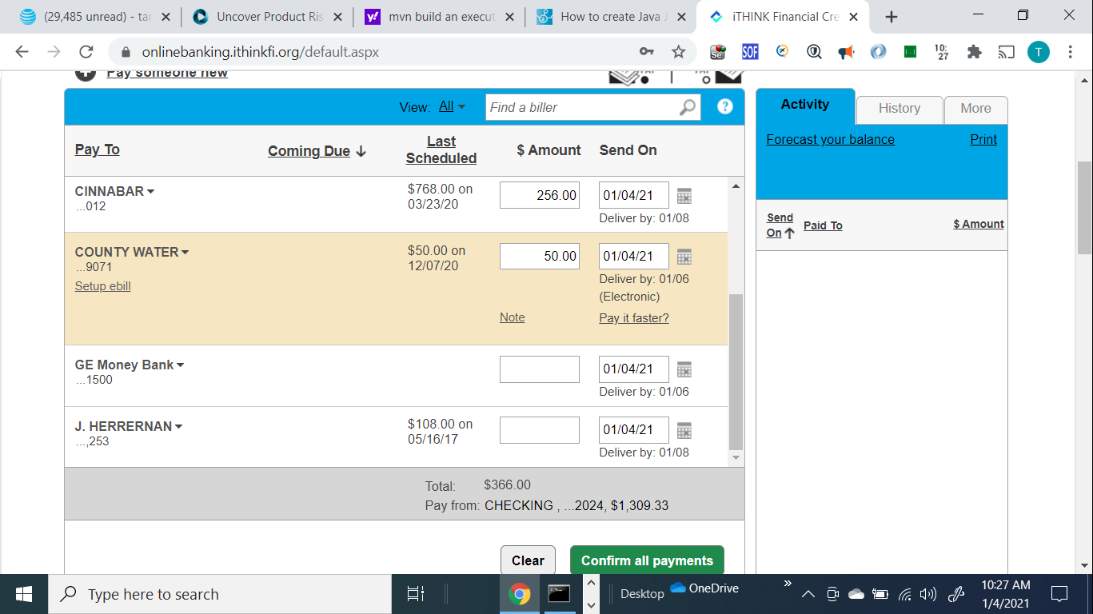 (29,485 unread) - tar
Uncover Product Ris
mvn build an execut
How to create Java J
iTHINK Financial Cre
onlinebanking.ithinkfi.org/default.aspx
SOF
10:
27
T
Pay someone new
View: All
Find a biller
?
Activity
History
More
Forecast your balance
Print
Pay To
Coming Due
Last
Scheduled
$ Amount
Send On
Send
On
Paid To
$ Amount
CINNABAR
...012
$768.00 on
03/23/20
256.00
01/04/21
Deliver by: 01/08
COUNTY WATER
...9071
Setup ebill
$50.00 on
12/07/20
50.00
01/04/21
Deliver by: 01/06
(Electronic)
Note
Pay it faster?
GE Money Bank
...1500
01/04/21
Deliver by: 01/06
J. HERRERNAN
...,253
$108.00 on
05/16/17
01/04/21
Deliver by: 01/08
Total: $366.00
Pay from: CHECKING , ...2024, $1,309.33
Clear
Confirm all payments
Type here to search
Desktop
OneDrive
10:27 AM
1/4/2021